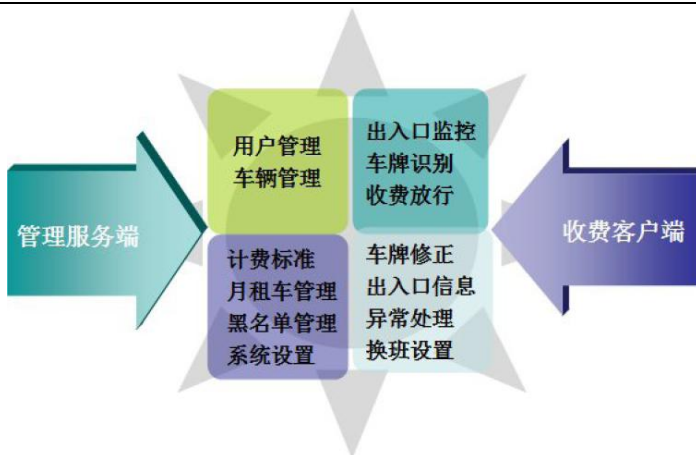 管理服务端
用户管理
车辆管理
计费标准
月租车管理
黑名单管理
系统设置
出入口监控
车牌识别
收费放行
车牌修正
出入口信息
异常处理
换班设置
收费客户端